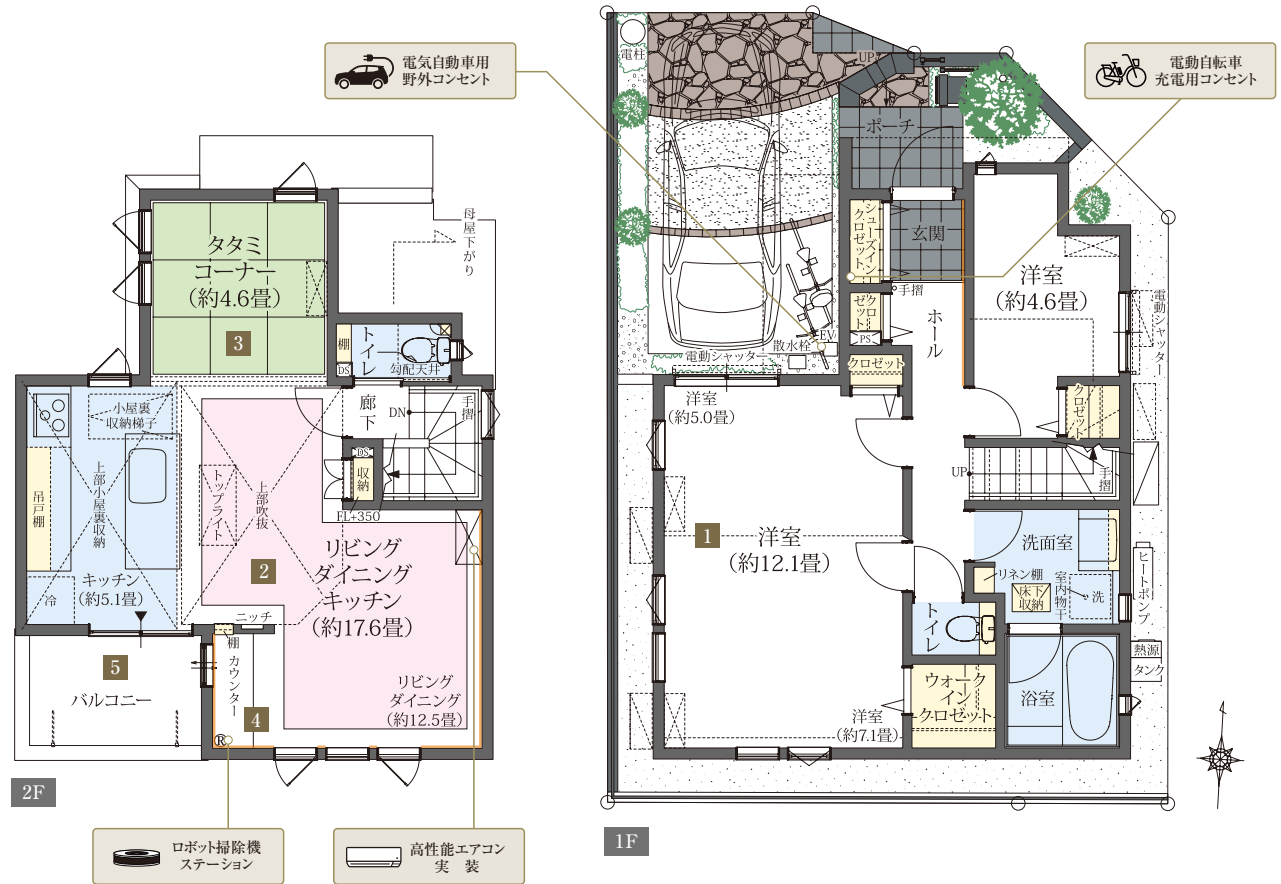 電気自動車用
野外コンセント
電動自転車
充電用コンセント
母屋下がり
タタミ
コーナー
(約4.6畳)
3
トイレ
棚
DS
勾配天井
小屋裏
収納梯子
上部小屋裏収納
吊戸棚
キッチン
(約5.1畳)
冷
廊下
DN
手摺
DS
収納
FL+350
トップライト
上部吹抜
2
リビング
ダイニング
キッチン
(約17.6畳)
ニッチ
棚
カウンター
リビング
ダイニング
(約12.5畳)
4
R
5
バルコニー
2F
ロボット掃除機
ステーション
高性能エアコン
実装
電柱
UP
ポーチ
シューズイン
クロゼット
玄関
手摺
クロ
ゼット
PS
ホール
洋室
(約4.6畳)
電動シャッター
EV
散水栓
電動シャッター
クロゼット
クロゼット
洋室
(約5.0畳)
UP
手摺
1
洋室
(約12.1畳)
洗面室
リネン棚
床下
収納
室内物干
洗
ヒートポンプ
トイレ
熱源
タンク
ウォーク
イン
クロゼット
浴室
洋室
(約7.1畳)
1F